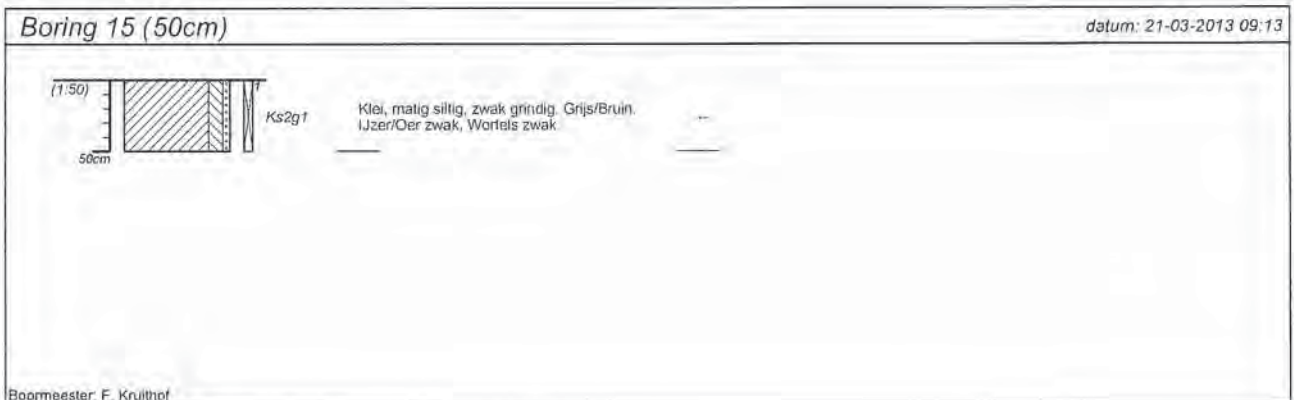 Boring 15 (50cm)
datum: 21-03-2013 09:13
(1:50)
1
Ks2g1
Klei, matig siltig, zwak grindig. Grijs/Bruin.
IJzer/Oer zwak, Wortels zwak
--
50cm
Boormeester: F. Kruithof